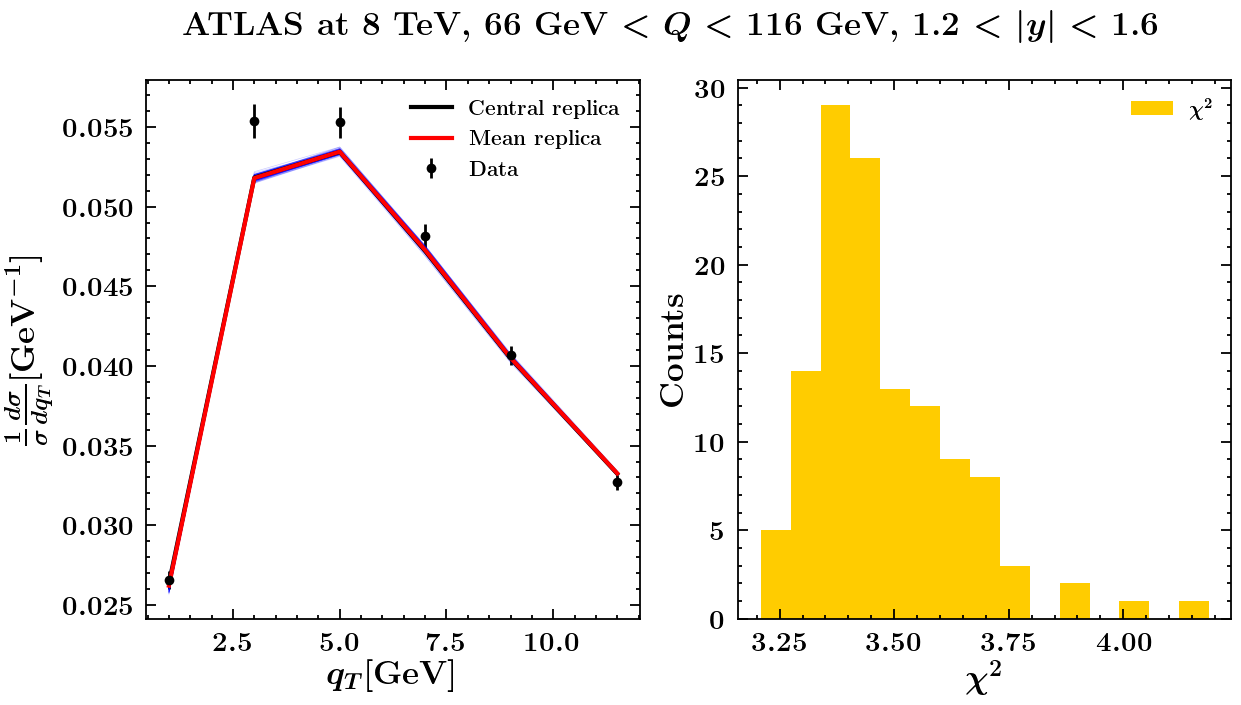 ATLAS at 8 TeV, 66 GeV < Q < 116 GeV, 1.2 < |y| < 1.6
Central replica
Mean replica
Data
0.055
0.050
0.045
0.040
0.035
0.030
0.025
1/σ dσ/dq_T [GeV⁻¹]
2.5 5.0 7.5 10.0
q_T[GeV]
χ²
30
25
20
15
10
5
0
Counts
3.25 3.50 3.75 4.00
χ²